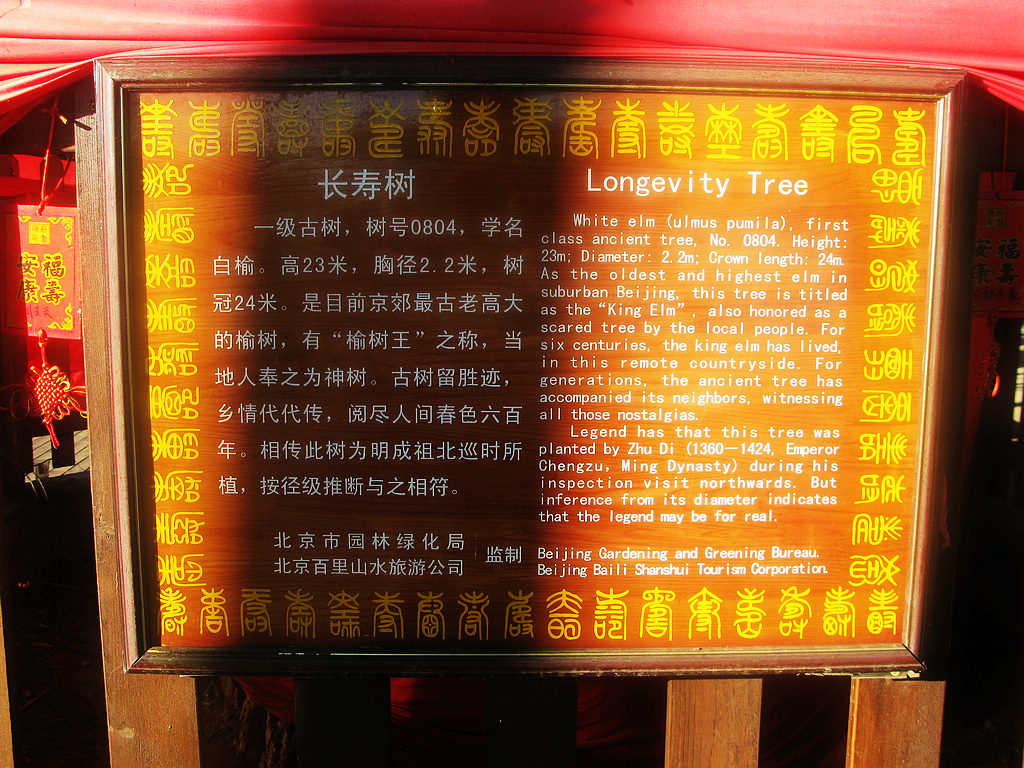 长寿树
一级古树，树号0804，学名
白榆。高23米，胸径2.2米，树
冠24米。是目前京郊最古老高大
的榆树，有“榆树王”之称，当
地人奉之为神树。古树留胜迹，
乡情代代传，阅尽人间春色六百
年。相传此树为明成祖北巡时所
植，按径级推断与之相符。
北京市园林绿化局
北京百里山水旅游公司
监制
Longevity Tree
White elm (ulmus pumila), first
class ancient tree, No. 0804. Height:
23m; Diameter: 2.2m; Crown length: 24m.
As the oldest and highest elm in
suburban Beijing, this tree is titled
as the “King Elm”, also honored as a
scared tree by the local people. For
six centuries, the king elm has lived,
in this remote countryside. For
generations, the ancient tree has
accompanied its neighbors, witnessing
all those nostalgias.
Legend has that this tree was
planted by Zhu Di (1360—1424, Emperor
Chengzu, Ming Dynasty) during his
inspection visit northwards. But
inference from its diameter indicates
that the legend may be for real.
Beijing Gardening and Greening Bureau.
Beijing Baili Shanshui Tourism Corporation.
福寿
安康